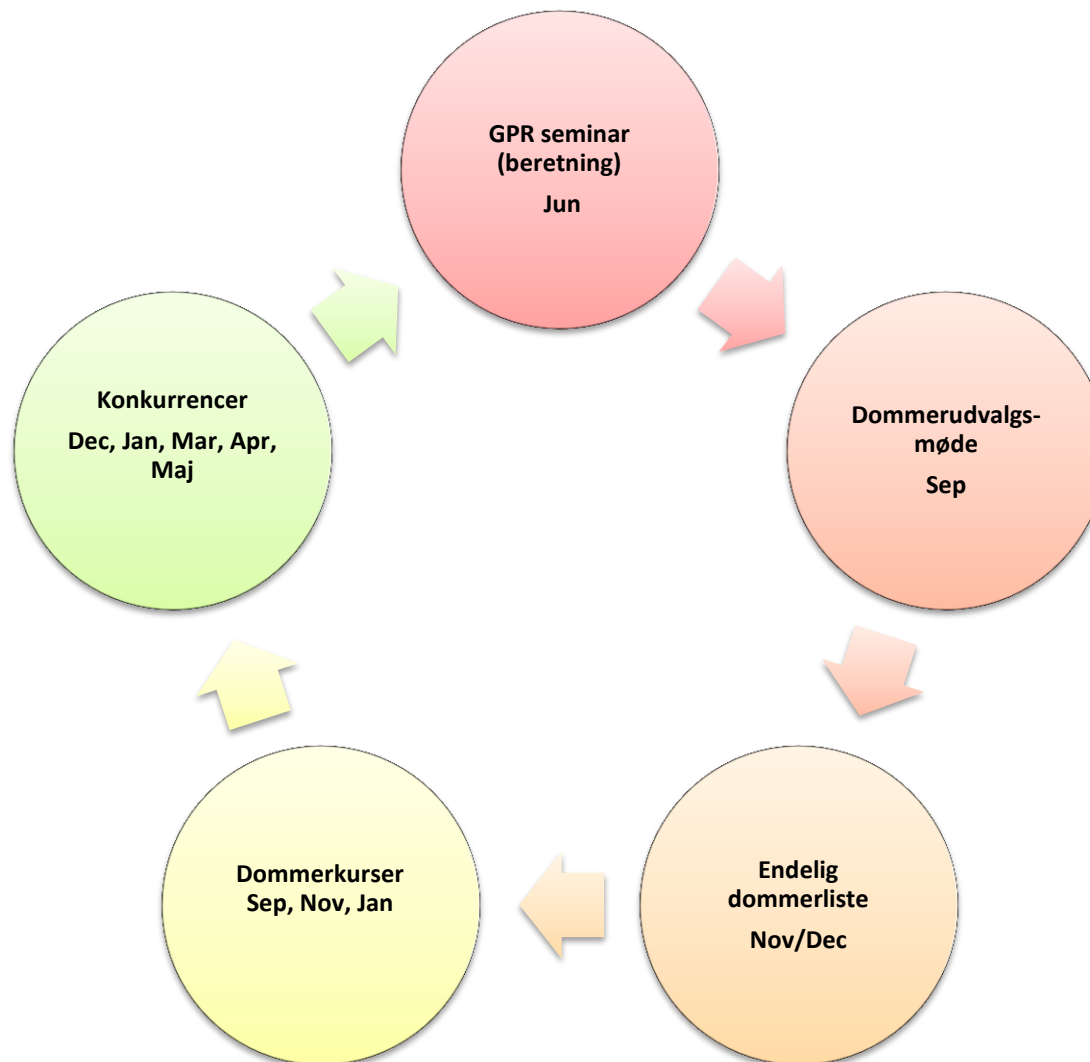 GPR seminar
(beretning)
Jun
Dommerudvalgs-
møde
Sep
Endelig
dommerliste
Nov/Dec
Dommerkurser
Sep, Nov, Jan
Konkurrencer
Dec, Jan, Mar, Apr,
Maj